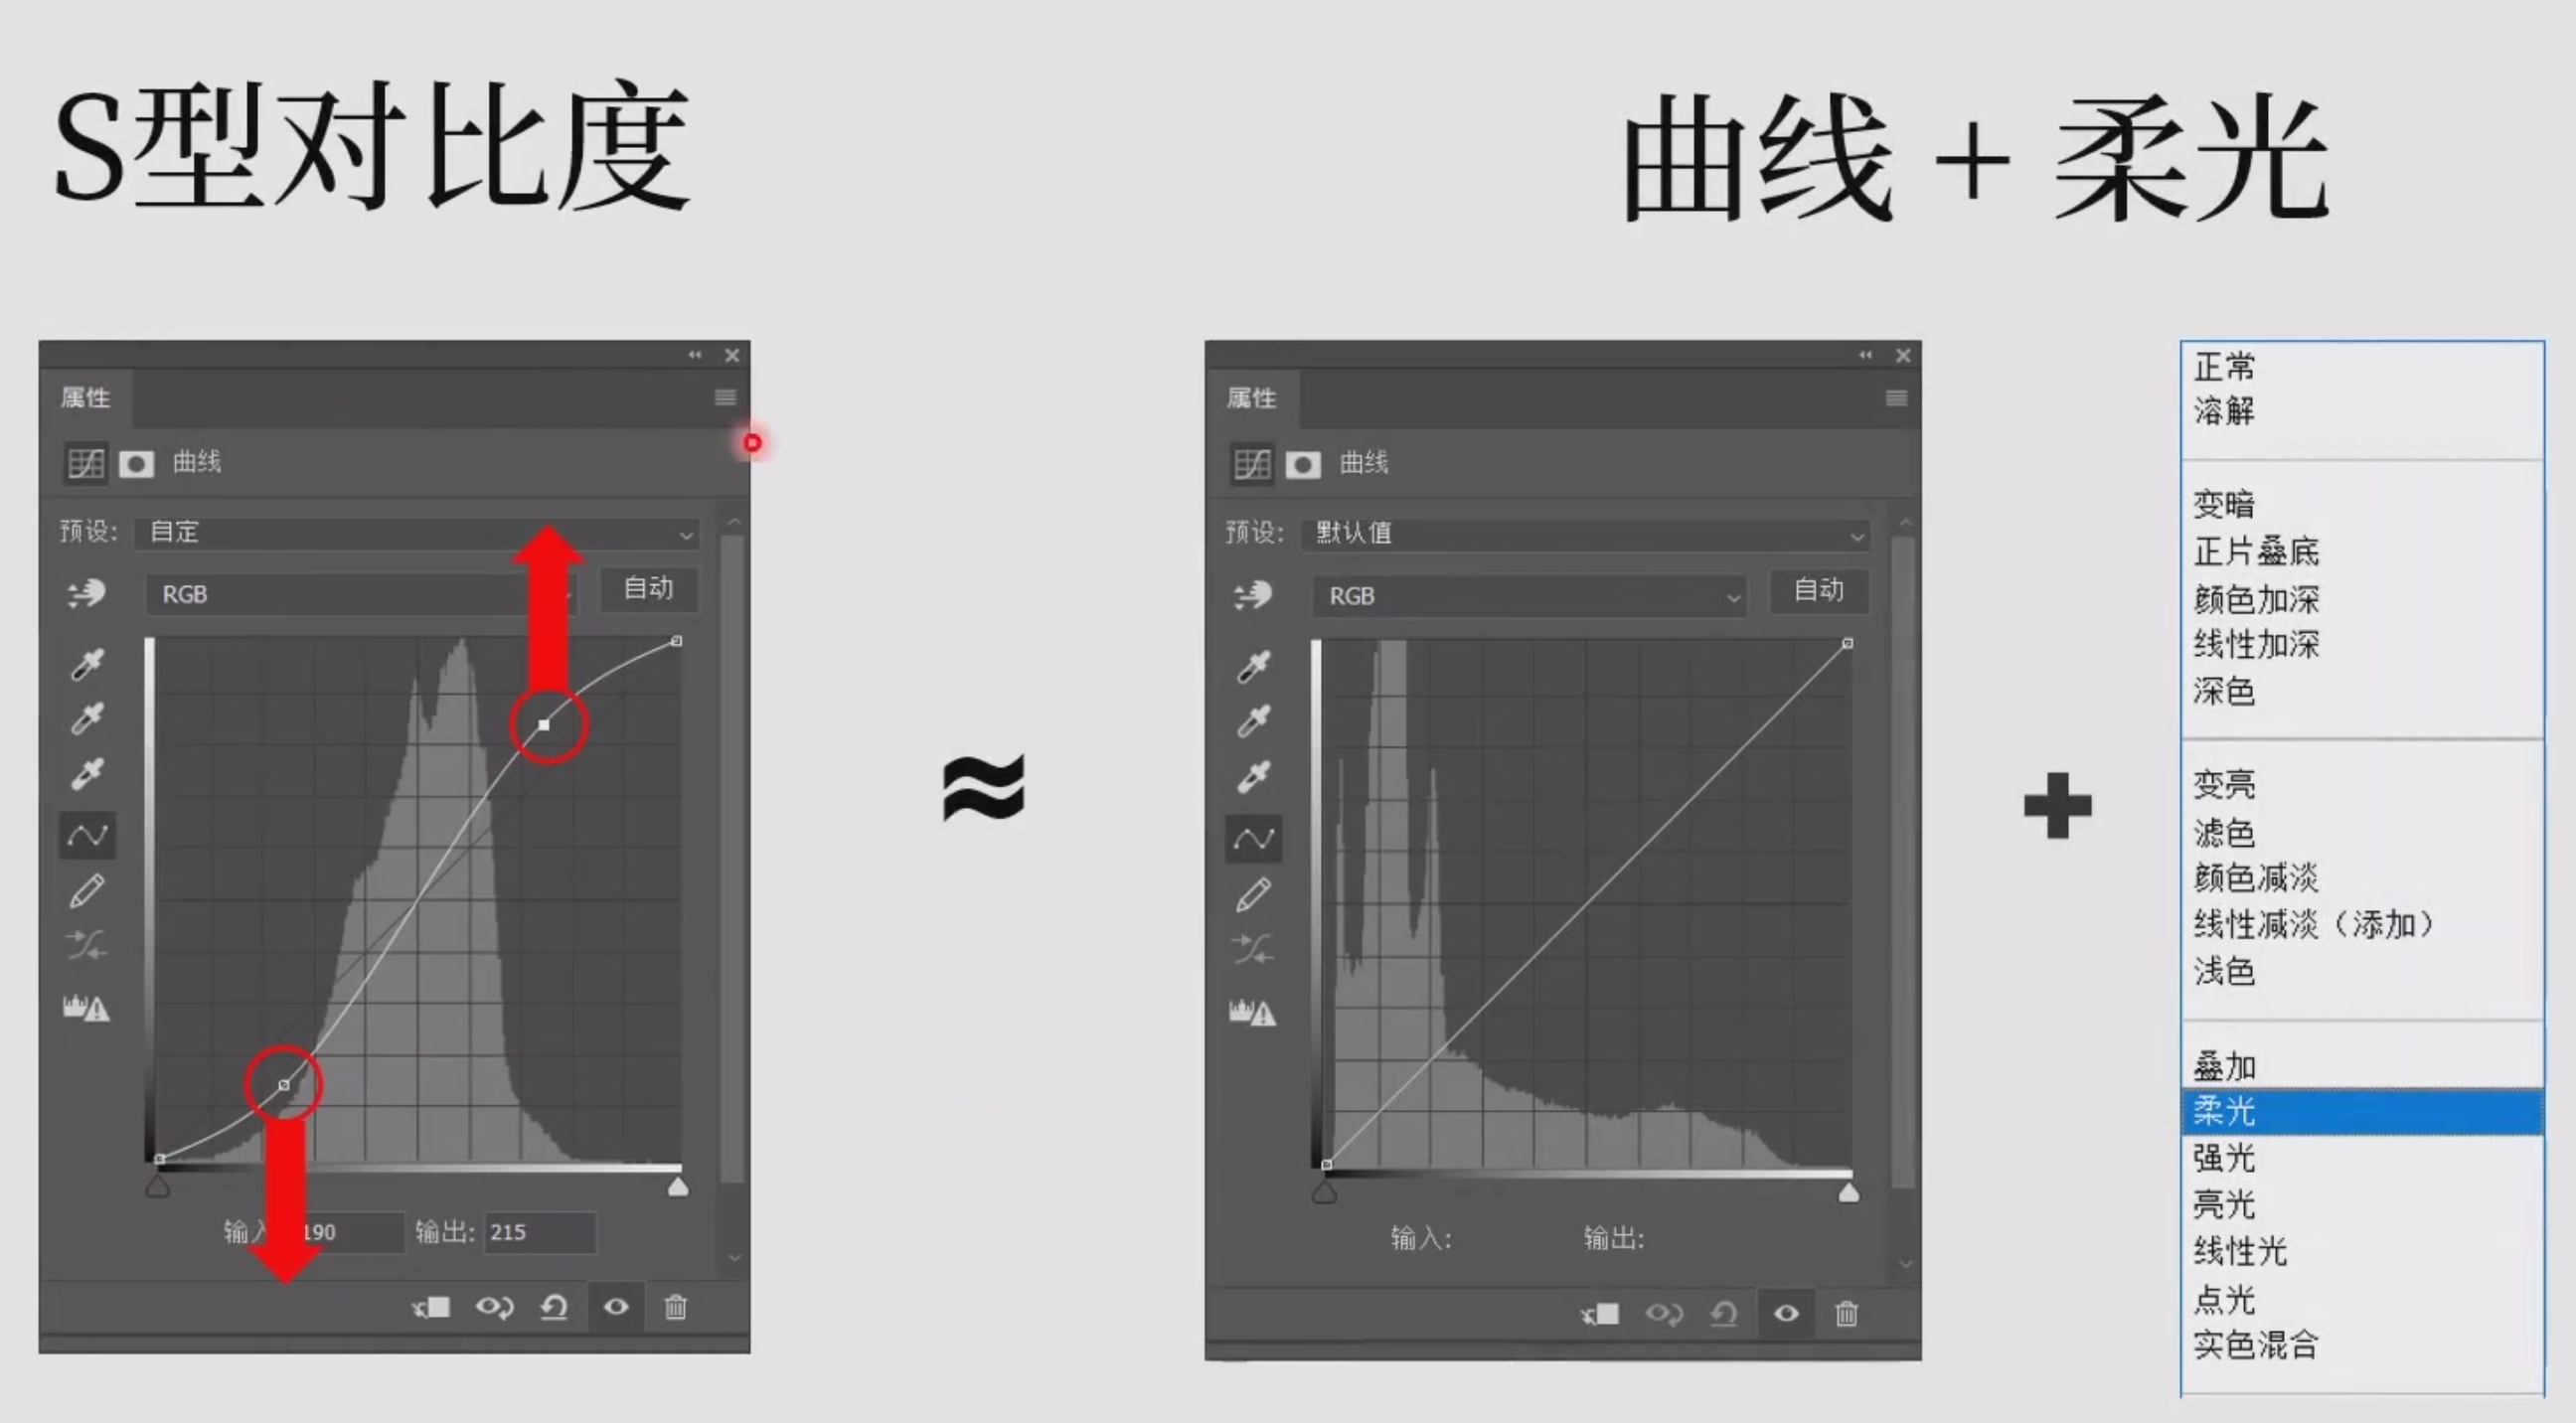 S型对比度
曲线 + 柔光
属性
曲线
预设: 自定
RGB
自动
输入 190 输出: 215
≈
属性
曲线
预设: 默认值
RGB
自动
输入: 输出:
正常
溶解
变暗
正片叠底
颜色加深
线性加深
深色
变亮
滤色
颜色减淡
线性减淡（添加）
浅色
叠加
柔光
强光
亮光
线性光
点光
实色混合